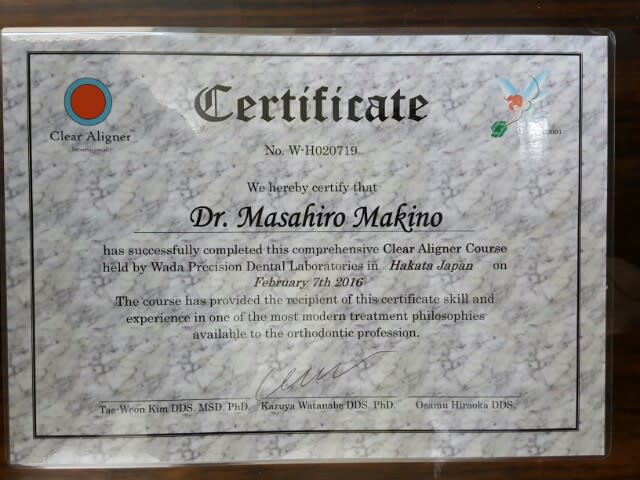 Certificate
Clear Aligner
International
No. W-H020719
We hereby certify that
Dr. Masahiro Makino
has successfully completed this comprehensive Clear Aligner Course
held by Wada Precision Dental Laboratories in Hakata Japan on
February 7th 2016
The course has provided the recipient of this certificate skill and
experience in one of the most modern treatment philosophies
available to the orthodontic profession.
Tae-Weon Kim DDS. MSD. PhD. Kazuya Watanabe DDS. PhD. Osamu Hiraoka DDS.